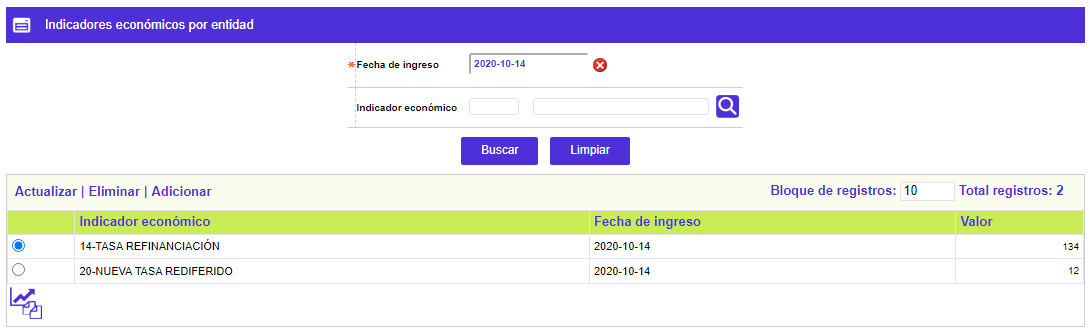 Indicadores económicos por entidad
*Fecha de ingreso 2020-10-14
Indicador económico
Buscar Limpiar
Actualizar | Eliminar | Adicionar Bloque de registros: 10 Total registros: 2
Indicador económico Fecha de ingreso Valor
14-TASA REFINANCIACIÓN 2020-10-14 134
20-NUEVA TASA REDIFERIDO 2020-10-14 12